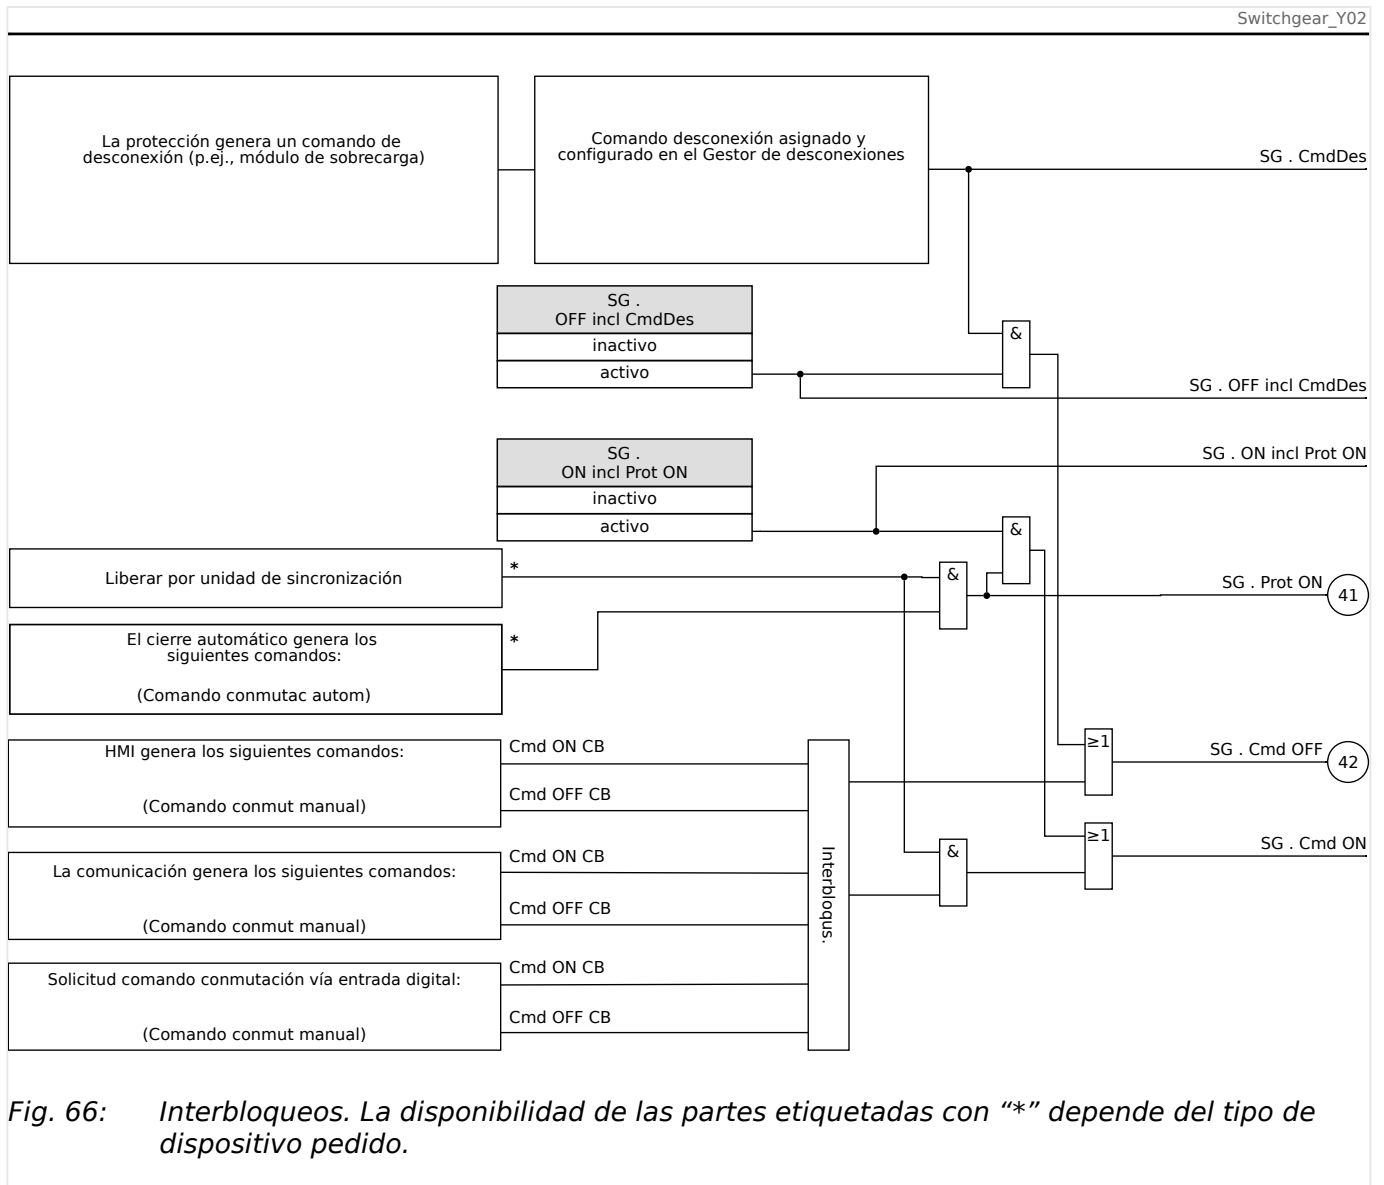 Switchgear_Y02
La protección genera un comando de
desconexión (p.ej., módulo de sobrecarga)
Comando desconexión asignado y
configurado en el Gestor de desconexiones
SG . CmdDes
SG .
OFF incl CmdDes
inactivo
activo
&
SG . OFF incl CmdDes
SG .
ON incl Prot ON
inactivo
activo
SG . ON incl Prot ON
&
Liberar por unidad de sincronización
*
&
SG . Prot ON
41
El cierre automático genera los
siguientes comandos:
(Comando conmutac autom)
*
HMI genera los siguientes comandos:
(Comando conmut manual)
Cmd ON CB
Cmd OFF CB
≥1
SG . Cmd OFF
42
La comunicación genera los siguientes comandos:
(Comando conmut manual)
Cmd ON CB
Cmd OFF CB
Interbloqus.
&
≥1
SG . Cmd ON
Solicitud comando conmutación vía entrada digital:
(Comando conmut manual)
Cmd ON CB
Cmd OFF CB
Fig. 66: Interbloqueos. La disponibilidad de las partes etiquetadas con “*” depende del tipo de
dispositivo pedido.